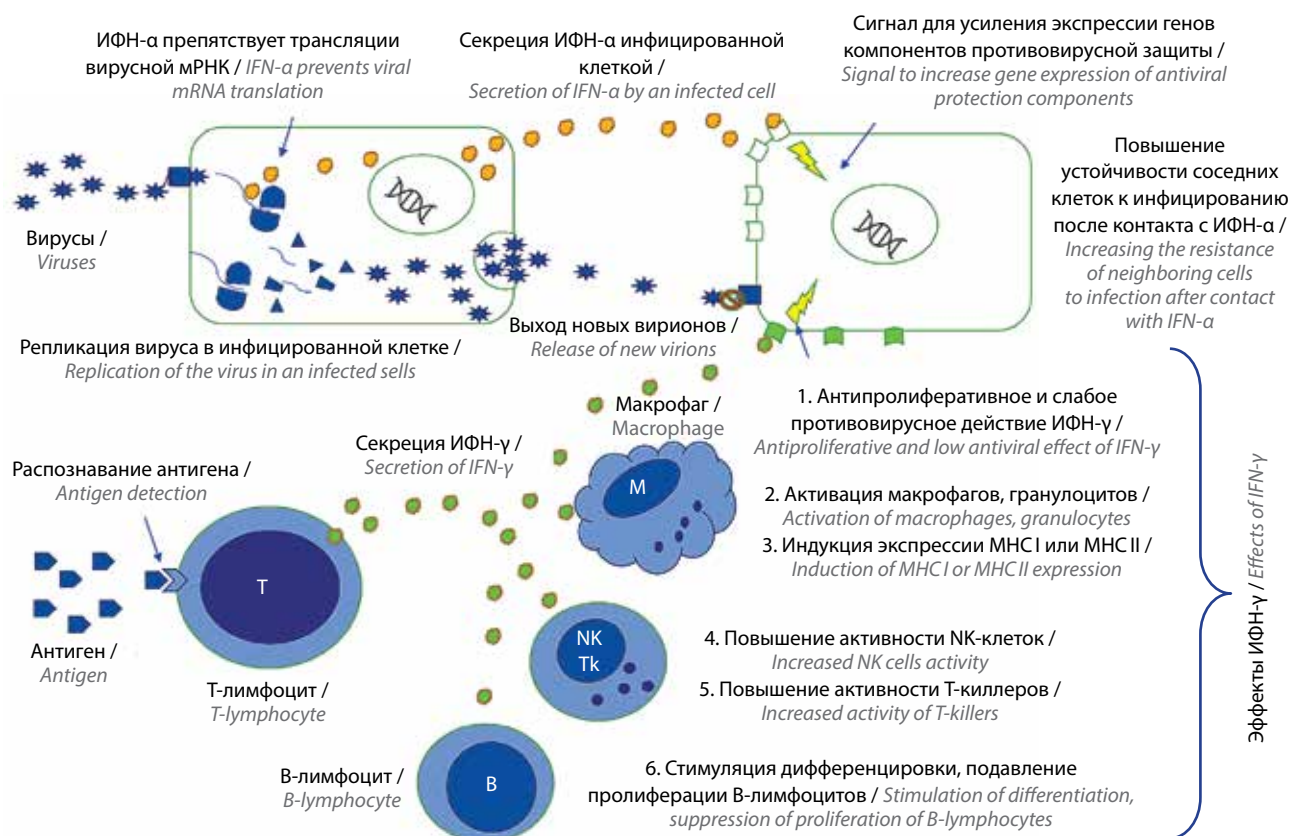 ИФН-α препятствует трансляции
вирусной мРНК / IFN-α prevents viral
mRNA translation
Секреция ИФН-α инфицированной
клеткой /
Secretion of IFN-α by an infected cell
Сигнал для усиления экспрессии генов
компонентов противовирусной защиты /
Signal to increase gene expression of antiviral
protection components
Повышение
устойчивости соседних
клеток к инфицированию
после контакта с ИФН-α /
Increasing the resistance
of neighboring cells
to infection after contact
with IFN-α
Вирусы /
Viruses
Репликация вируса в инфицированной клетке /
Replication of the virus in an infected sells
Выход новых вирионов /
Release of new virions
Макрофаг /
Macrophage
M
Секреция ИФН-γ /
Secretion of IFN-γ
Распознавание антигена /
Antigen detection
T
Антиген /
Antigen
Т-лимфоцит /
T-lymphocyte
NK
Tk
В-лимфоцит /
B-lymphocyte
B
1. Антипролиферативное и слабое
противовирусное действие ИФН-γ /
Antiproliferative and low antiviral effect of IFN-γ
2. Активация макрофагов, гранулоцитов /
Activation of macrophages, granulocytes
3. Индукция экспрессии MHC I или MHC II /
Induction of MHC I or MHC II expression
4. Повышение активности NK-клеток /
Increased NK cells activity
5. Повышение активности Т-киллеров /
Increased activity of T-killers
6. Стимуляция дифференцировки, подавление
пролиферации В-лимфоцитов / Stimulation of differentiation,
suppression of proliferation of B-lymphocytes
Эффекты ИФН-γ / Effects of IFN-γ